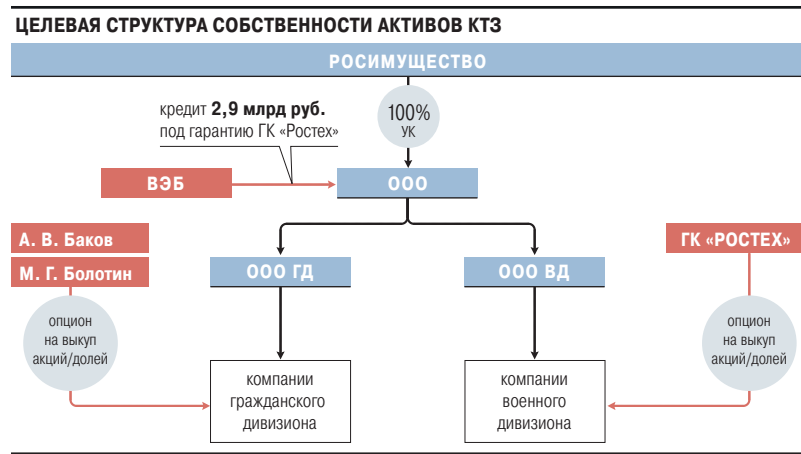 ЦЕЛЕВАЯ СТРУКТУРА СОБСТВЕННОСТИ АКТИВОВ КТЗ
РОСИМУЩЕСТВО
кредит 2,9 млрд руб.
под гарантию ГК «Ростех»
100%
УК
ВЭБ
ООО
А. В. Баков
М. Г. Болотин
ООО ГД
ООО ВД
ГК «РОСТЕХ»
опцион
на выкуп
акций/долей
опцион
на выкуп
акций/долей
компании
гражданского
дивизиона
компании
военного
дивизиона